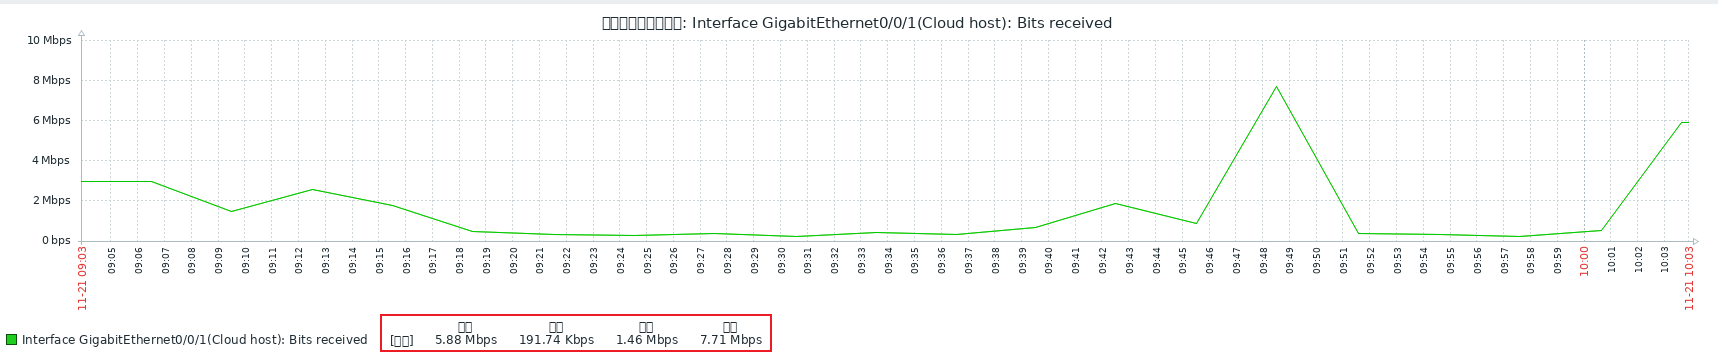 : Interface GigabitEthernet0/0/1(Cloud host): Bits received
10 Mbps
8 Mbps
6 Mbps
4 Mbps
2 Mbps
0 bps
11-21 09:03 09:05 09:06 09:07 09:08 09:09 09:10 09:11 09:12 09:13 09:14 09:15 09:16 09:17 09:18 09:19 09:20 09:21 09:22 09:23 09:24 09:25 09:26 09:27 09:28 09:29 09:30 09:31 09:32 09:33 09:34 09:35 09:36 09:37 09:38 09:39 09:40 09:41 09:42 09:43 09:44 09:45 09:46 09:47 09:48 09:49 09:50 09:51 09:52 09:53 09:54 09:55 09:56 09:57 09:58 09:59 10:00 10:01 10:02 10:03 11-21 10:03
Interface GigabitEthernet0/0/1(Cloud host): Bits received [] 5.88 Mbps 191.74 Kbps 1.46 Mbps 7.71 Mbps